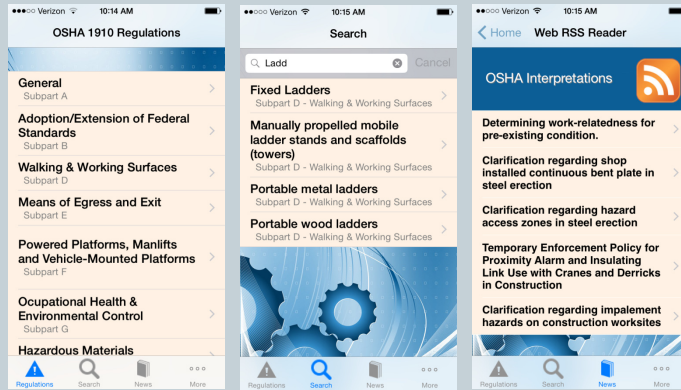 Verizon 10:14 AM
OSHA 1910 Regulations
General
Subpart A
Adoption/Extension of Federal
Standards
Subpart B
Walking & Working Surfaces
Subpart D
Means of Egress and Exit
Subpart E
Powered Platforms, Manlifts
and Vehicle-Mounted Platforms
Subpart F
Ocupational Health &
Environmental Control
Subpart G
Hazardous Materials
Regulations Search News More
Verizon 10:15 AM
Search
Ladd Cancel
Fixed Ladders
Subpart D - Walking & Working Surfaces
Manually propelled mobile
ladder stands and scaffolds
(towers)
Subpart D - Walking & Working Surfaces
Portable metal ladders
Subpart D - Walking & Working Surfaces
Portable wood ladders
Subpart D - Walking & Working Surfaces
Regulations Search News More
Verizon 10:15 AM
Home Web RSS Reader
OSHA Interpretations
Determining work-relatedness for
pre-existing condition.
Clarification regarding shop
installed continuous bent plate in
steel erection
Clarification regarding hazard
access zones in steel erection
Temporary Enforcement Policy for
Proximity Alarm and Insulating
Link Use with Cranes and Derricks
in Construction
Clarification regarding impalement
hazards on construction worksites
Regulations Search News More